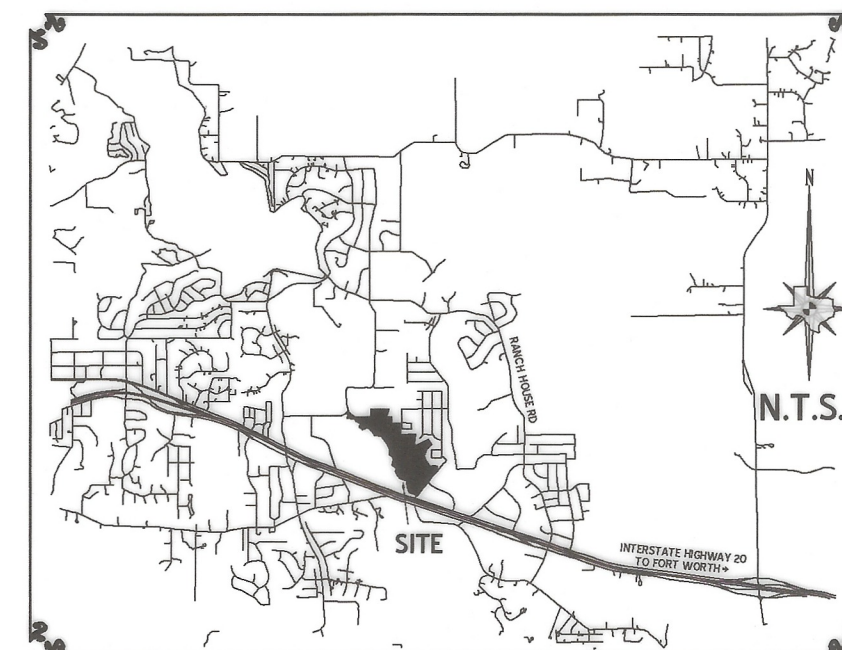 N
RANCH HOUSE RD
N.T.S.
SITE
INTERSTATE HIGHWAY 20
TO FORT WORTH→